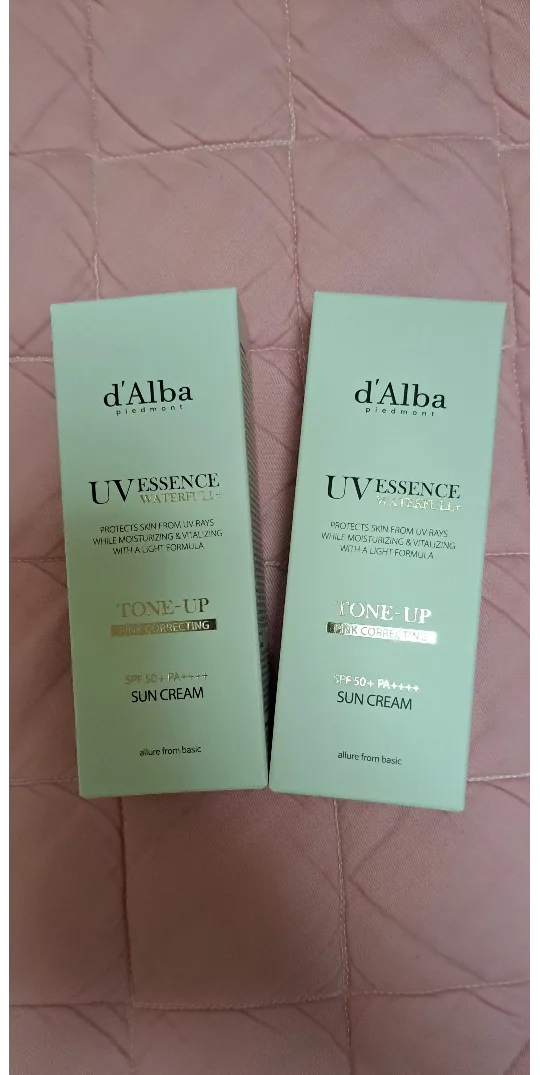 d'Alba
piedmont
UV ESSENCE
WATERFULL+
PROTECTS SKIN FROM UV RAYS
WHILE MOISTURIZING & VITALIZING
WITH A LIGHT FORMULA
TONE-UP
PINK CORRECTING
SPF 50+ PA++++
SUN CREAM
allure from basic
d'Alba
piedmont
UV ESSENCE
WATERFULL+
PROTECTS SKIN FROM UV RAYS
WHILE MOISTURIZING & VITALIZING
WITH A LIGHT FORMULA
TONE-UP
PINK CORRECTING
SPF 50+ PA++++
SUN CREAM
allure from basic